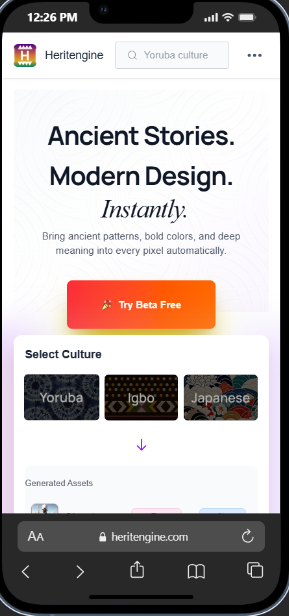 12:26 PM
H
Heritengine
Yoruba culture
Ancient Stories.
Modern Design.
Instantly.
Bring ancient patterns, bold colors, and deep
meaning into every pixel automatically.
Try Beta Free
Select Culture
Yoruba
Igbo
Japanese
Generated Assets
AA
heritengine.com